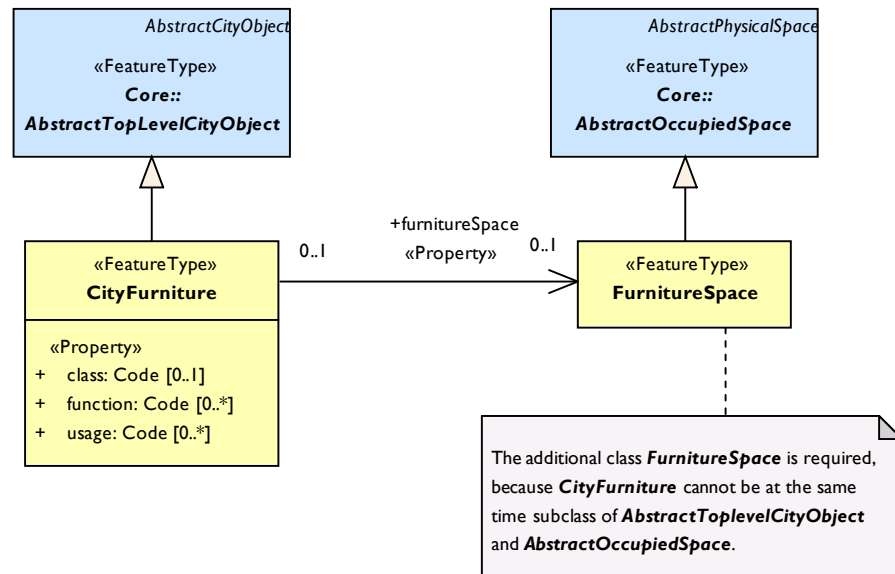 AbstractCityObject
«FeatureType»
Core::
AbstractTopLevelCityObject
AbstractPhysicalSpace
«FeatureType»
Core::
AbstractOccupiedSpace
+furnitureSpace
0..1
«Property»
0..1
«FeatureType»
CityFurniture
«Property»
+ class: Code [0..1]
+ function: Code [0..*]
+ usage: Code [0..*]
«FeatureType»
FurnitureSpace
The additional class FurnitureSpace is required,
because CityFurniture cannot be at the same
time subclass of AbstractToplevelCityObject
and AbstractOccupiedSpace.